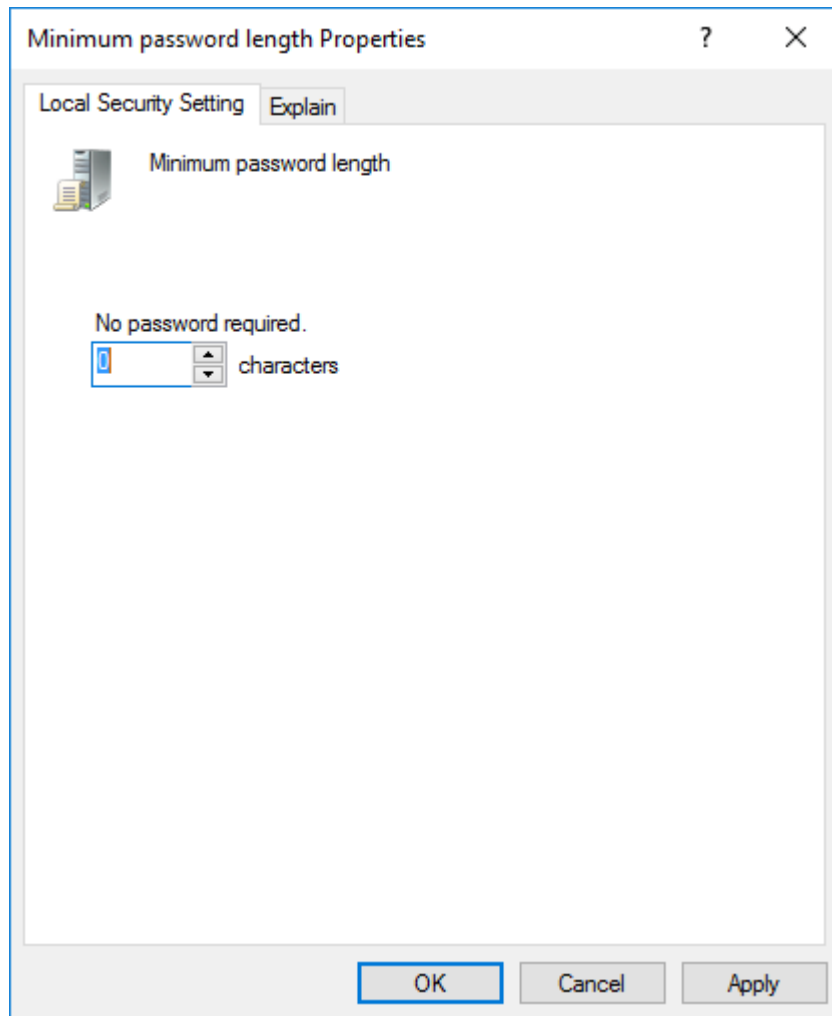 Minimum password length Properties
Local Security Setting Explain
Minimum password length
No password required.
0 characters
OK Cancel Apply